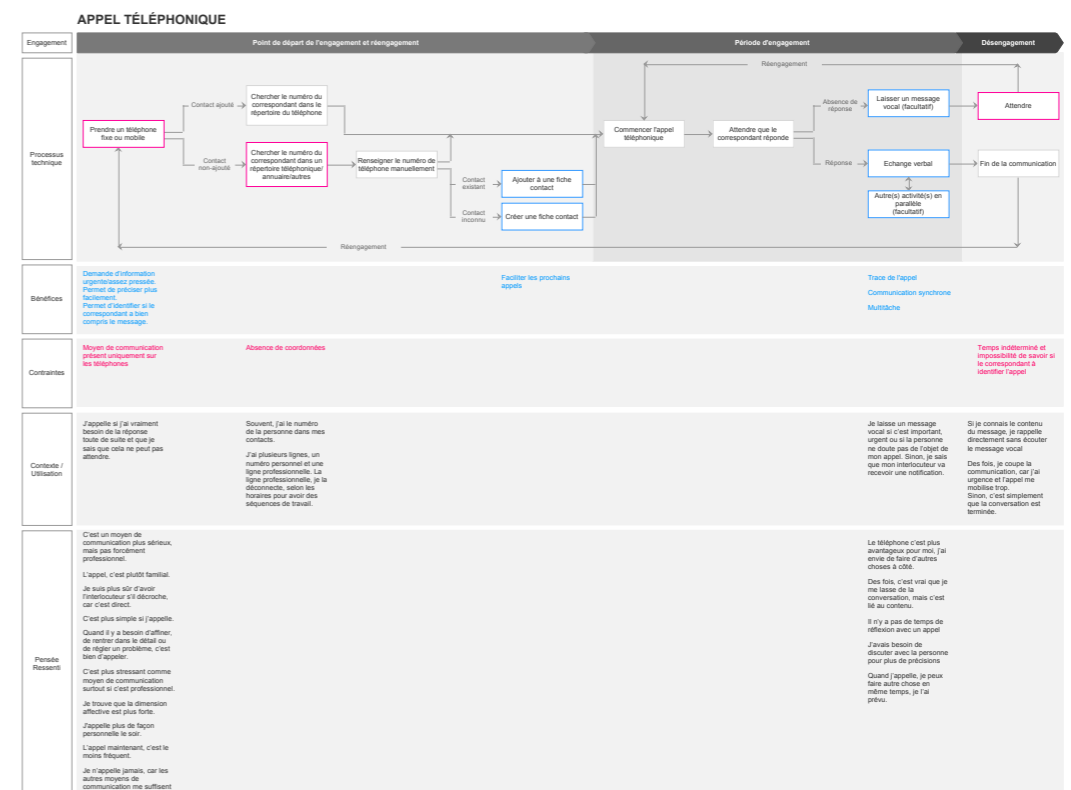 APPEL TÉLÉPHONIQUE
Engagement
Point de départ de l'engagement et réengagement
Période d'engagement
Désengagement
Processus
technique
Réengagement
Prendre un téléphone
fixe ou mobile
Contact ajouté
Chercher le numéro du
correspondant dans le
répertoire du téléphone
Contact
non-ajouté
Chercher le numéro du
correspondant dans un
répertoire téléphonique/
annuaire/autres
Renseigner le numéro de
téléphone manuellement
Contact
existant
Ajouter à une fiche
contact
Contact
inconnu
Créer une fiche contact
Commencer l'appel
téléphonique
Attendre que le
correspondant réponde
Absence de
réponse
Laisser un message
vocal (facultatif)
Attendre
Réponse
Echange verbal
Fin de la communication
Autre(s) activité(s) en
parallèle
(facultatif)
Réengagement
Bénéfices
Demande d'information
urgente/assez pressée.
Permet de préciser plus
facilement.
Permet d'identifier si le
correspondant a bien
compris le message.
Faciliter les prochains
appels
Trace de l'appel
Communication synchrone
Multitâche
Contraintes
Moyen de communication
présent uniquement sur
les téléphones
Absence de coordonnées
Temps indéterminé et
impossibilité de savoir si
le correspondant à
identifier l'appel
Contexte /
Utilisation
J'appelle si j'ai vraiment
besoin de la réponse
toute de suite et que je
sais que cela ne peut pas
attendre.
Souvent, j'ai le numéro
de la personne dans mes
contacts.
J'ai plusieurs lignes, un
numéro personnel et une
ligne professionnelle. La
ligne professionnelle, je la
déconnecte, selon les
horaires pour avoir des
séquences de travail.
Je laisse un message
vocal si c'est important,
urgent ou si la personne
ne doute pas de l'objet de
mon appel. Sinon, je sais
que mon interlocuteur va
recevoir une notification.
Si je connais le contenu
du message, je rappelle
directement sans écouter
le message vocal
Des fois, je coupe la
communication, car j'ai
urgence et l'appel me
mobilise trop.
Sinon, c'est simplement
que la conversation est
terminée.
Pensée
Ressenti
C'est un moyen de
communication plus sérieux,
mais pas forcément
professionnel.
L'appel, c'est plutôt familial.
Je suis plus sûr d'avoir
l'interlocuteur s'il décroche,
car c'est direct.
C'est plus simple si j'appelle.
Quand il y a besoin d'affiner,
de rentrer dans le détail ou
de régler un problème, c'est
bien d'appeler.
C'est plus stressant comme
moyen de communication
surtout si c'est professionnel.
Je trouve que la dimension
affective est plus forte.
J'appelle plus de façon
personnelle le soir.
L'appel maintenant, c'est le
moins fréquent.
Je n'appelle jamais, car les
autres moyens de
communication me suffisent
Le téléphone c'est plus
avantageux pour moi, j'ai
envie de faire d'autres
choses à côté.
Des fois, c'est vrai que je
me lasse de la
conversation, mais c'est
lié au contenu.
Il n'y a pas de temps de
réflexion avec un appel
J'avais besoin de
discuter avec la personne
pour plus de précisions
Quand j'appelle, je peux
faire autre chose en
même temps, je l'ai
prévu.